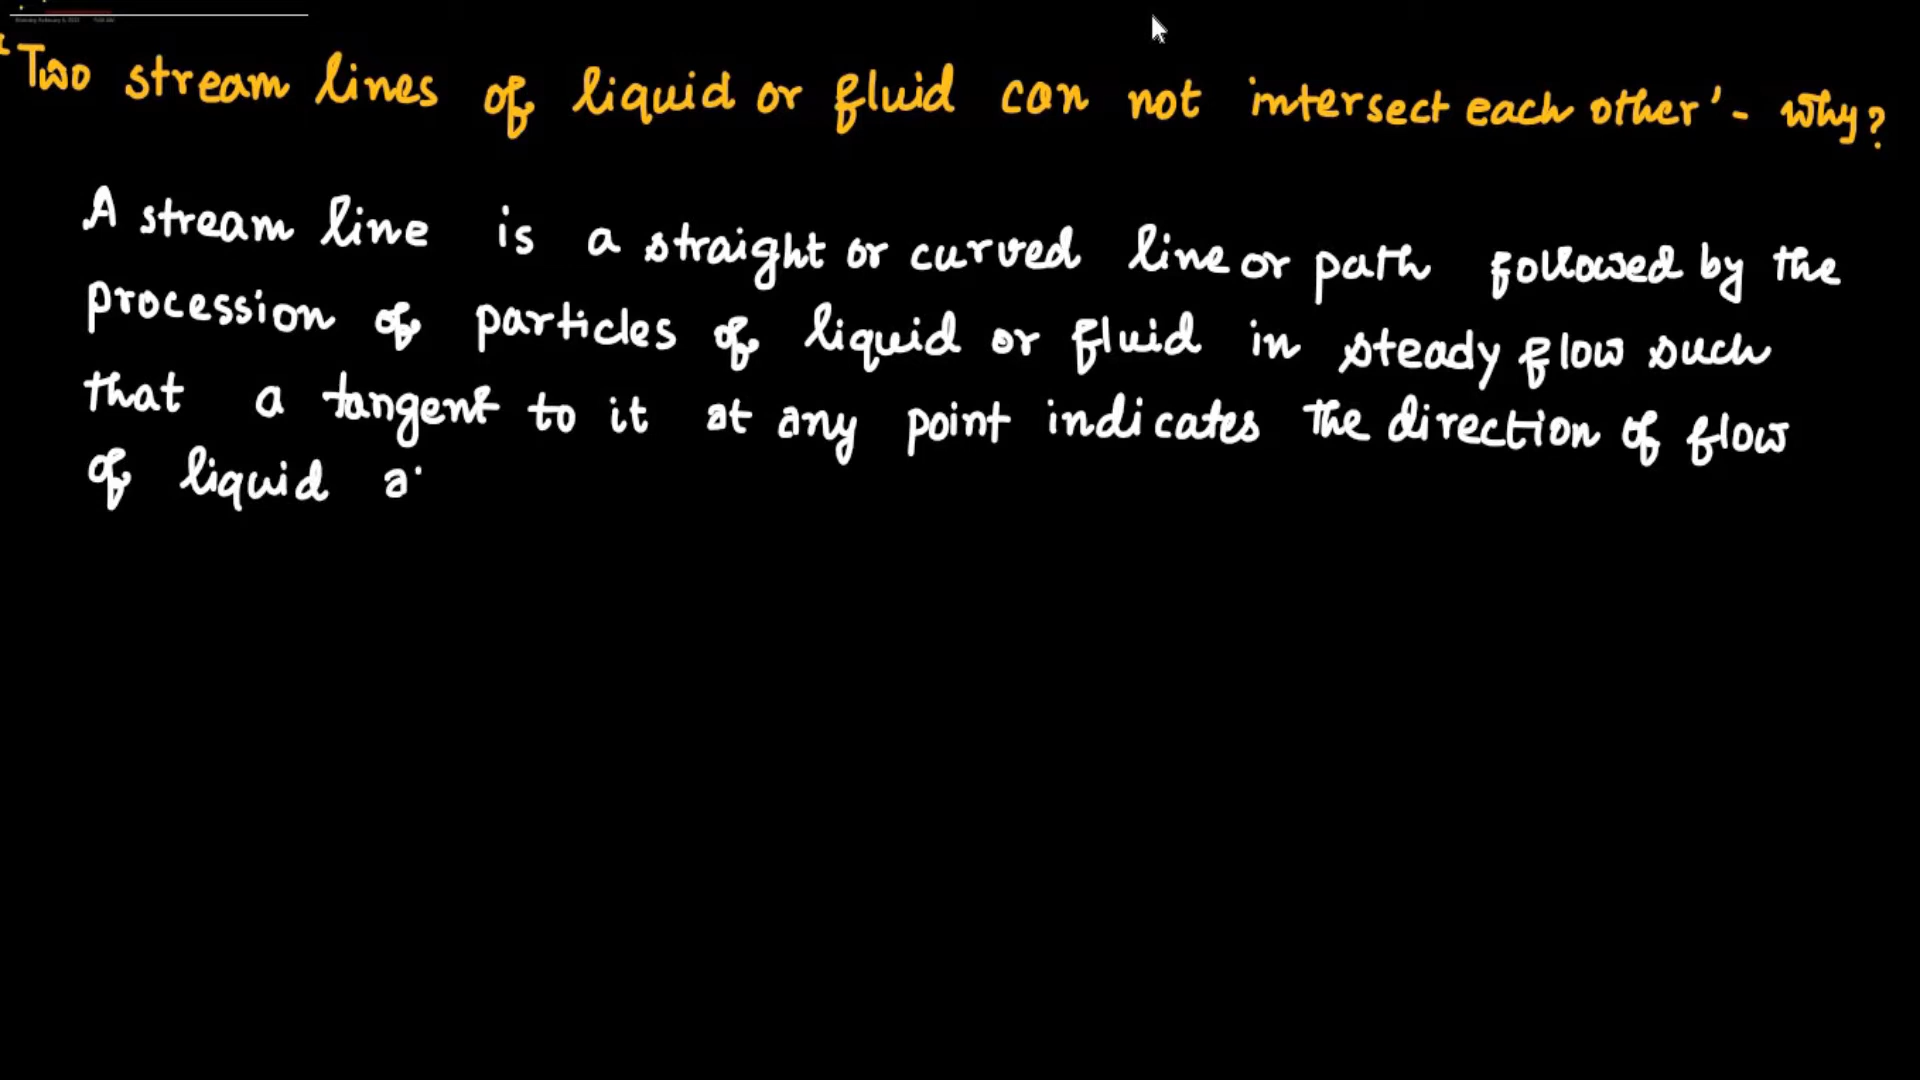 'Two stream lines of liquid or fluid can not intersect each other' - why?
A stream line is a straight or curved line or path followed by the
procession of particles of liquid or fluid in steady flow such
that a tangent to it at any point indicates the direction of flow
of liquid a